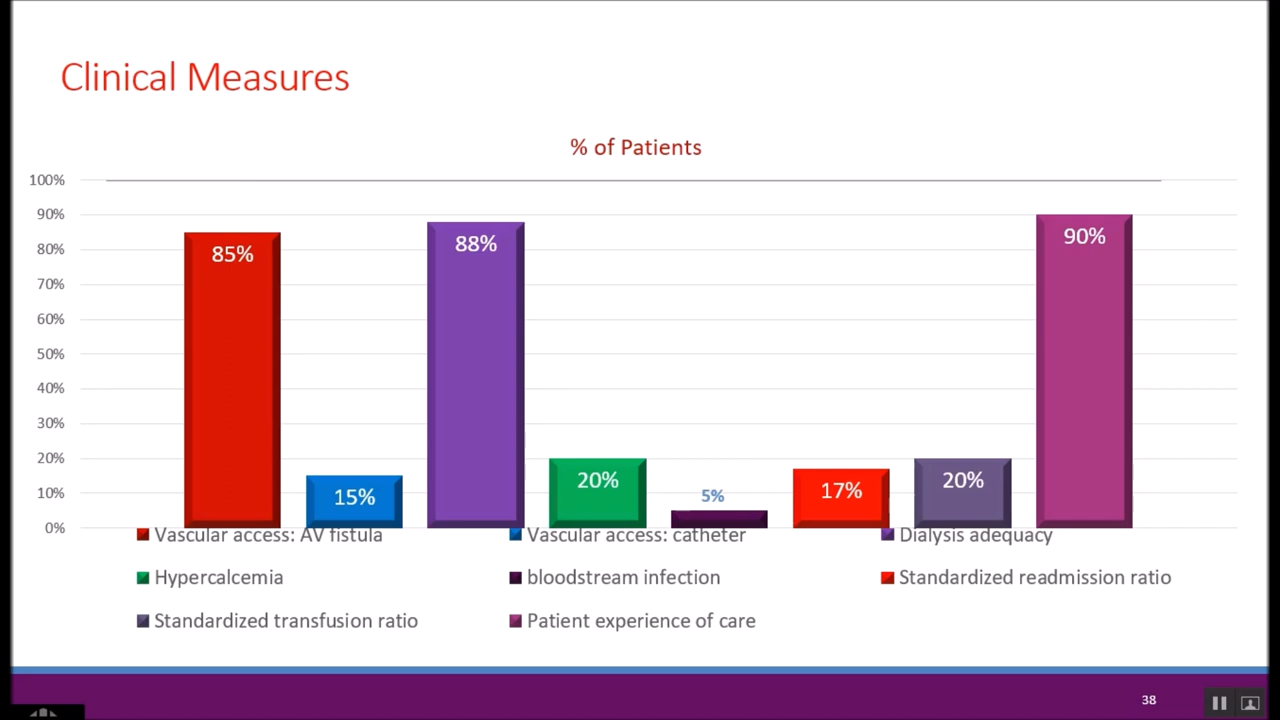 Clinical Measures
% of Patients
100%
90%
80%
70%
60%
50%
40%
30%
20%
10%
0%
85%
15%
88%
20%
5%
17%
20%
90%
Vascular access: AV fistula
Vascular access: catheter
Dialysis adequacy
Hypercalcemia
bloodstream infection
Standardized readmission ratio
Standardized transfusion ratio
Patient experience of care
38